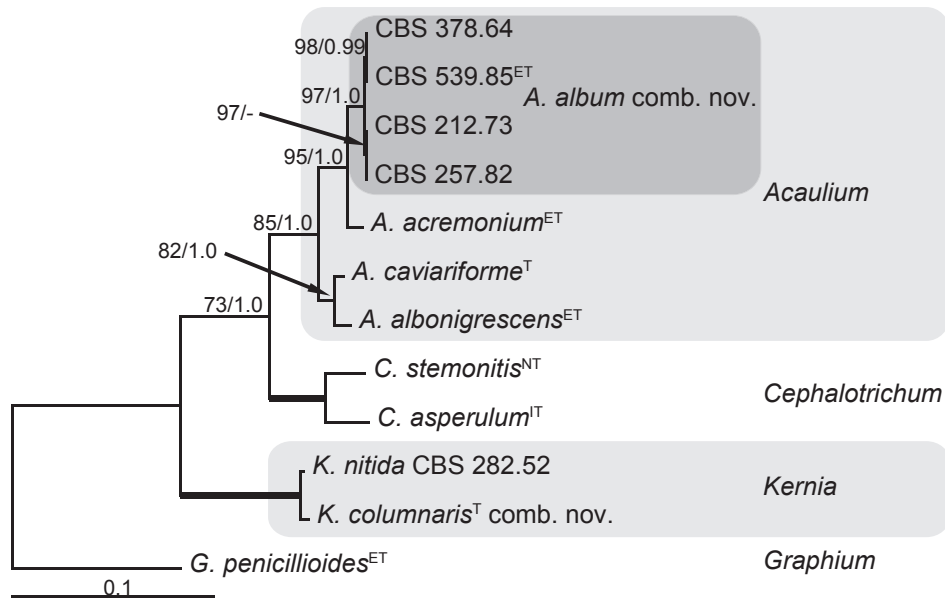 CBS 378.64
98/0.99
CBS 539.85ET
97/1.0
A. album comb. nov.
97/-
CBS 212.73
95/1.0
CBS 257.82
Acaulium
A. acremoniumET
85/1.0
82/1.0
A. caviariformeT
73/1.0
A. albonigrescensET
C. stemonitisNT
Cephalotrichum
C. asperulumIT
K. nitida CBS 282.52
Kernia
K. columnarisT comb. nov.
G. penicillioidesET
Graphium
0.1